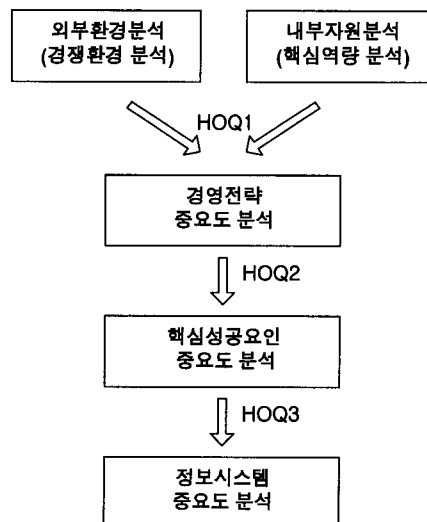 외부환경분석
(경쟁환경 분석)
내부자원분석
(핵심역량 분석)
HOQ1
경영전략
중요도 분석
HOQ2
핵심성공요인
중요도 분석
HOQ3
정보시스템
중요도 분석